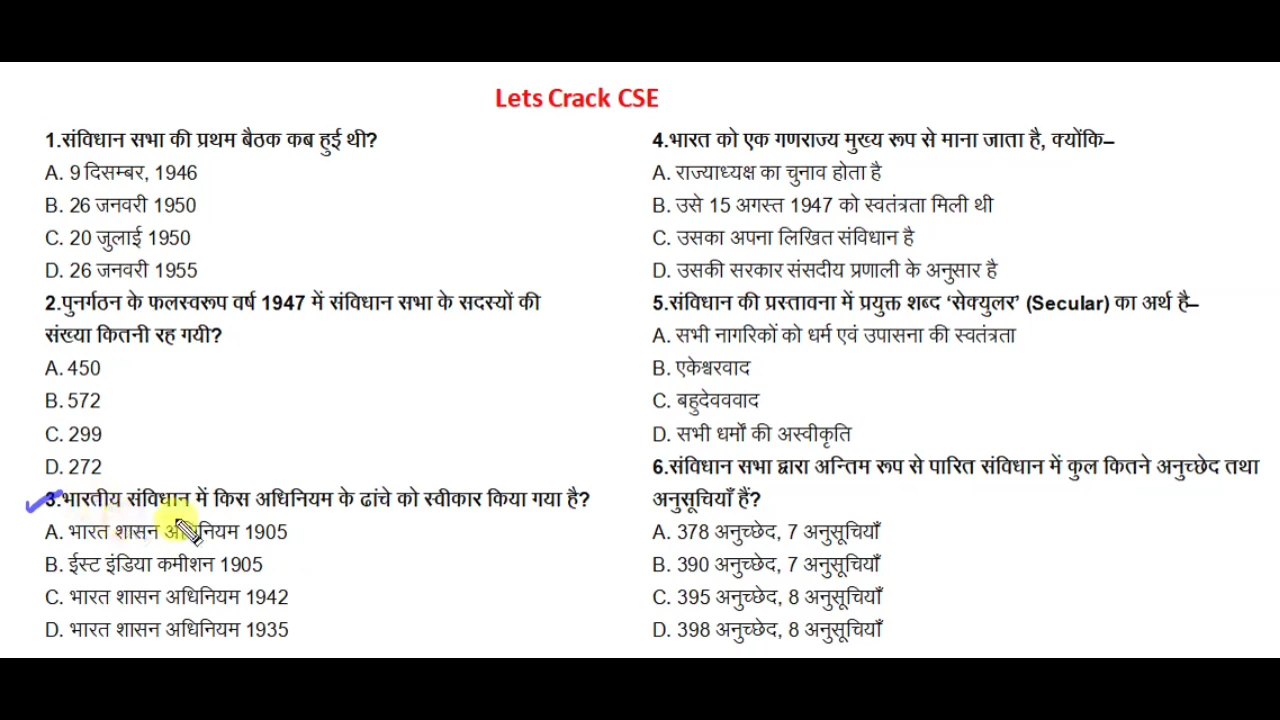 Lets Crack CSE
1.संविधान सभा की प्रथम बैठक कब हुई थी?
A. 9 दिसम्बर, 1946
B. 26 जनवरी 1950
C. 20 जुलाई 1950
D. 26 जनवरी 1955
2.पुनर्गठन के फलस्वरूप वर्ष 1947 में संविधान सभा के सदस्यों की
संख्या कितनी रह गयी?
A. 450
B. 572
C. 299
D. 272
3.भारतीय संविधान में किस अधिनियम के ढांचे को स्वीकार किया गया है?
A. भारत शासन अधिनियम 1905
B. ईस्ट इंडिया कमीशन 1905
C. भारत शासन अधिनियम 1942
D. भारत शासन अधिनियम 1935
4.भारत को एक गणराज्य मुख्य रूप से माना जाता है, क्योंकि–
A. राज्याध्यक्ष का चुनाव होता है
B. उसे 15 अगस्त 1947 को स्वतंत्रता मिली थी
C. उसका अपना लिखित संविधान है
D. उसकी सरकार संसदीय प्रणाली के अनुसार है
5.संविधान की प्रस्तावना में प्रयुक्त शब्द ‘सेक्युलर’ (Secular) का अर्थ है–
A. सभी नागरिकों को धर्म एवं उपासना की स्वतंत्रता
B. एकेश्वरवाद
C. बहुदेवववाद
D. सभी धर्मों की अस्वीकृति
6.संविधान सभा द्वारा अन्तिम रूप से पारित संविधान में कुल कितने अनुच्छेद तथा
अनुसूचियाँ हैं?
A. 378 अनुच्छेद, 7 अनुसूचियाँ
B. 390 अनुच्छेद, 7 अनुसूचियाँ
C. 395 अनुच्छेद, 8 अनुसूचियाँ
D. 398 अनुच्छेद, 8 अनुसूचियाँ